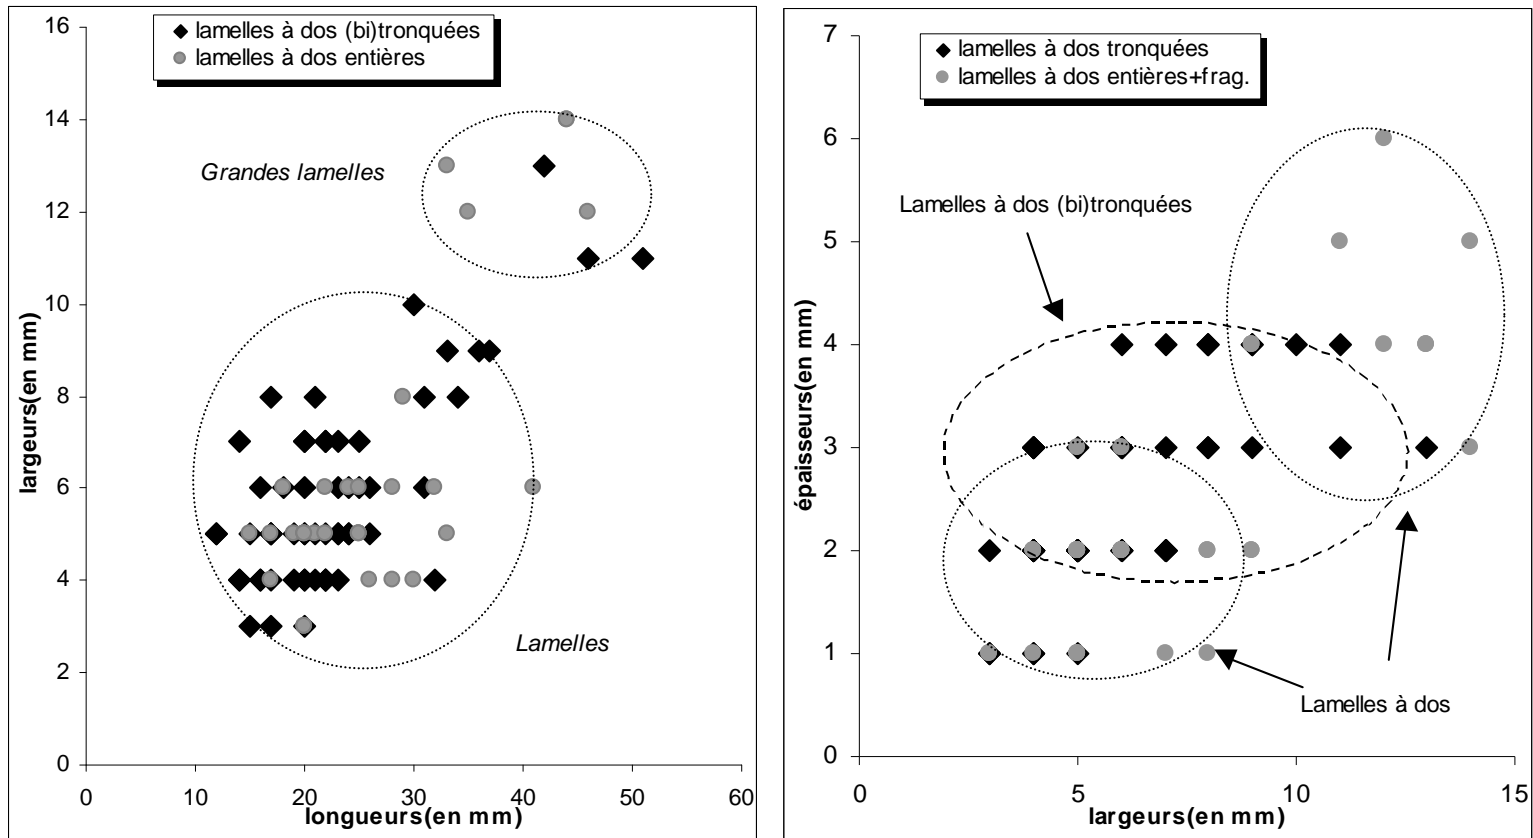 lamelles à dos (bi)tronquées
lamelles à dos entières
16
14
12
10
8
6
4
2
0
largeurs(en mm)
Grandes lamelles
Lamelles
0 10 20 30 40 50 60
longueurs(en mm)
lamelles à dos tronquées
lamelles à dos entières+frag.
7
6
5
4
3
2
1
0
épaisseurs(en mm)
Lamelles à dos (bi)tronquées
Lamelles à dos
0 5 10 15
largeurs(en mm)